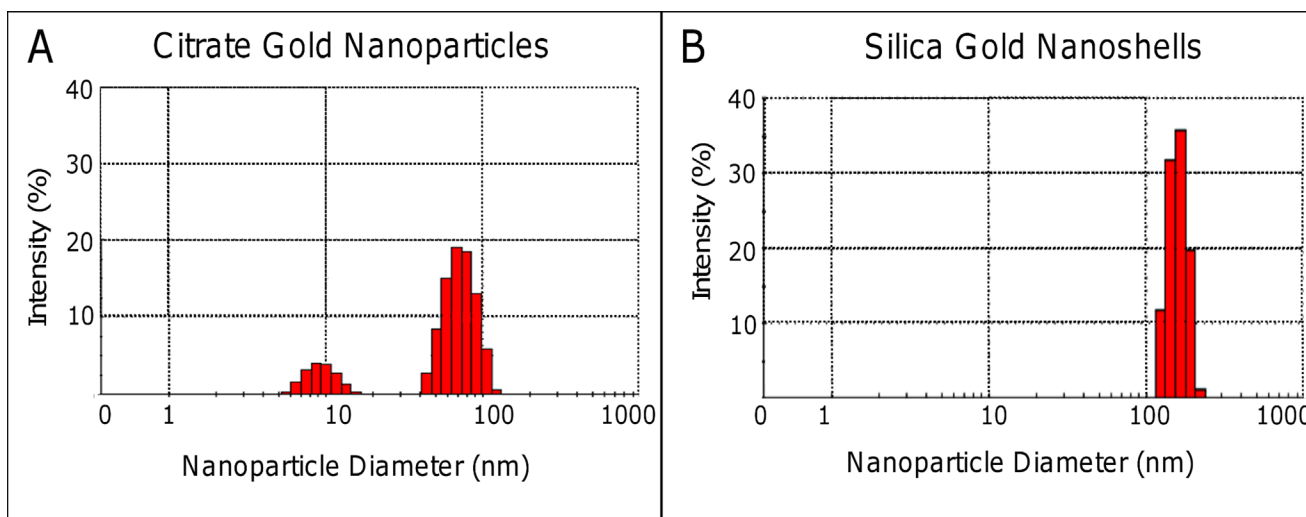 A
Citrate Gold Nanoparticles
Intensity (%)
40
30
20
10
0 1 10 100 1000
Nanoparticle Diameter (nm)
B
Silica Gold Nanoshells
Intensity (%)
40
30
20
10
0 1 10 100 1000
Nanoparticle Diameter (nm)